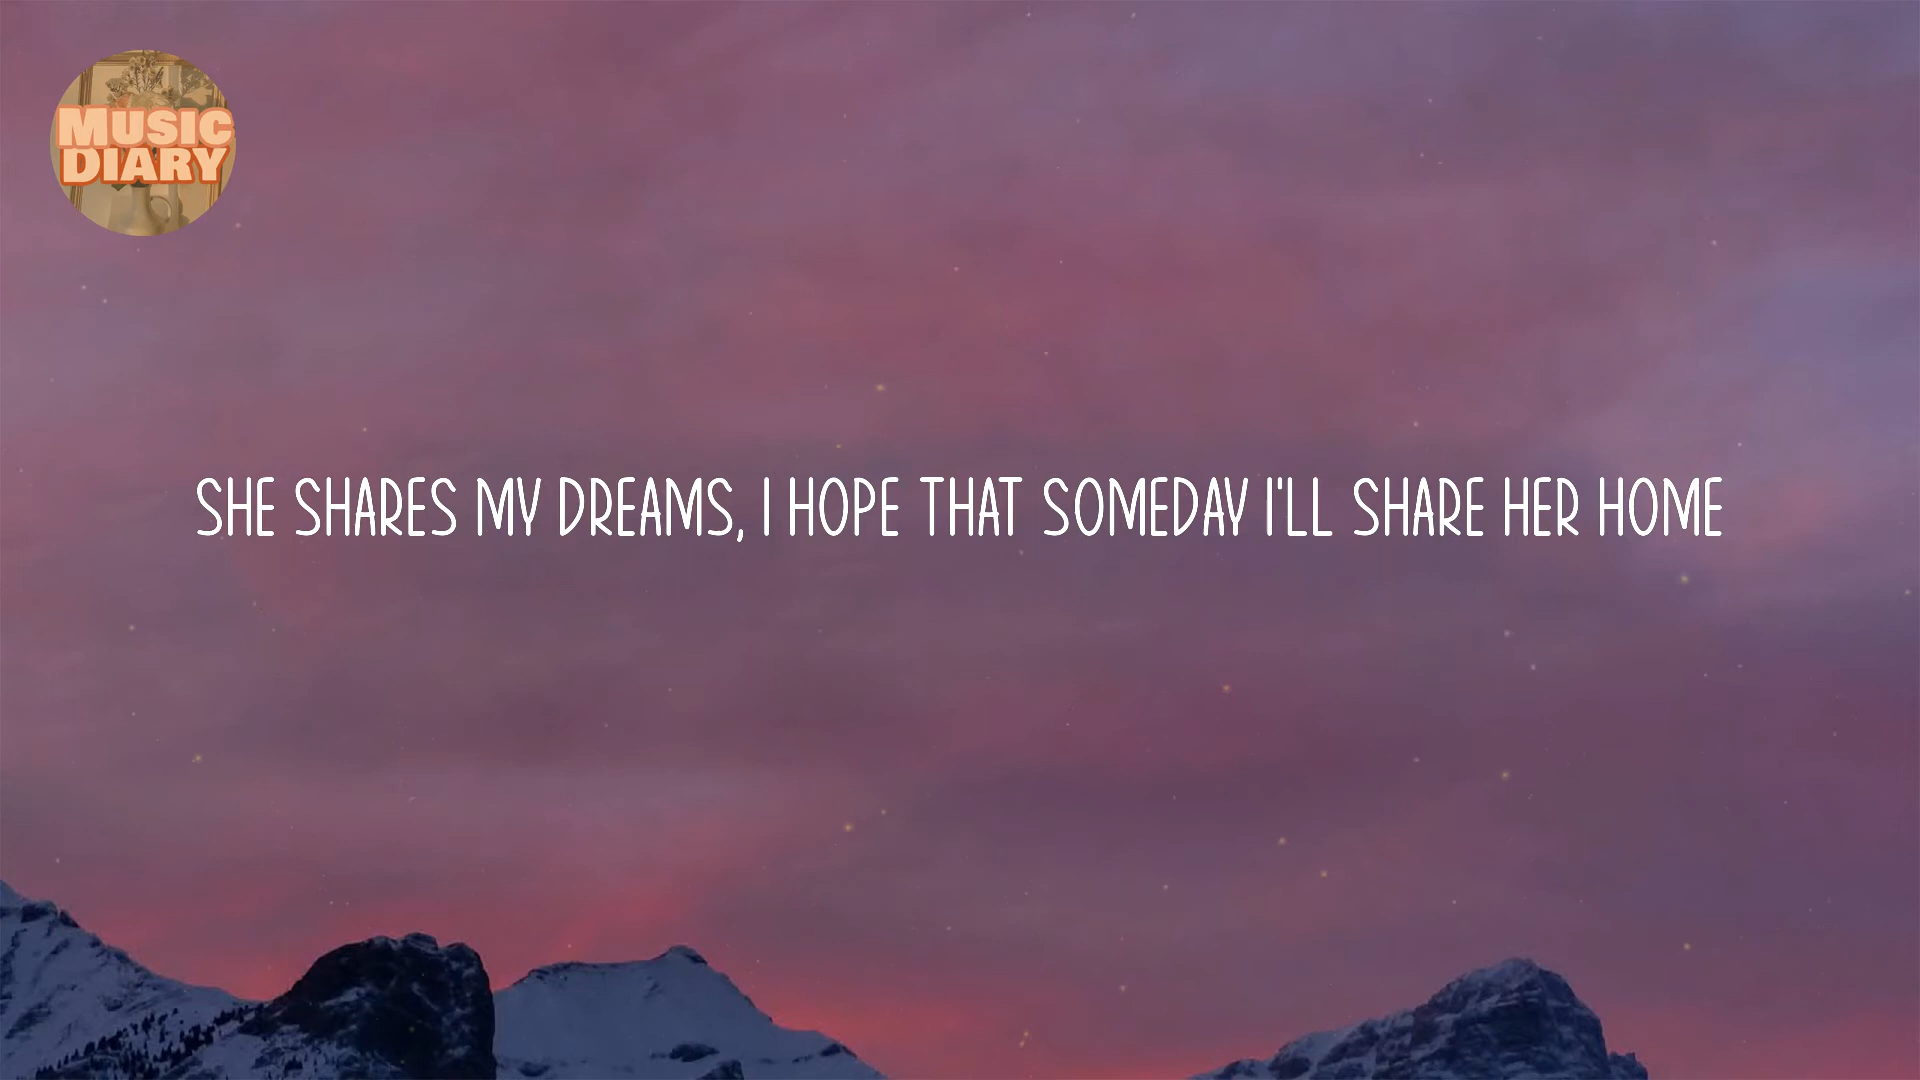 MUSIC
DIARY
SHE SHARES MY DREAMS, I HOPE THAT SOMEDAY I'LL SHARE HER HOME